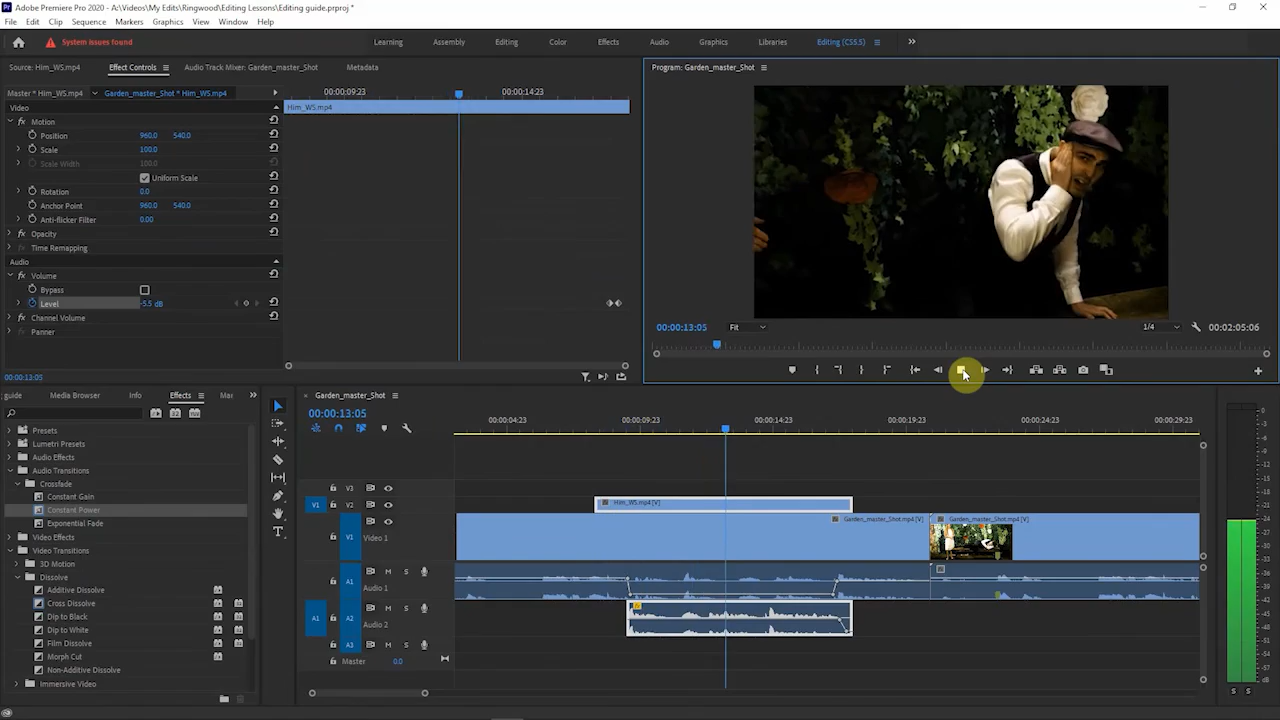 Adobe Premiere Pro 2020 - A:\Videos\My Edits\Ringwood\Editing Lessons\Editing guide.prproj *
File Edit Clip Sequence Markers Graphics View Window Help
System issues found
Learning Assembly Editing Color Effects Audio Graphics Libraries Editing (CS5.5)
Source: Him_WS.mp4 Effect Controls Audio Track Mixer: Garden_master_Shot Metadata
Master * Him_WS.mp4 Garden_master_Shot * Him_WS.mp4
00:00:09:23 00:00:14:23
Video
Him_WS.mp4
Motion
Position 960.0 540.0
Scale 100.0
Scale Width 100.0
Uniform Scale
Rotation 0.0
Anchor Point 960.0 540.0
Anti-flicker Filter 0.00
Opacity
Time Remapping
Audio
Volume
Bypass
Level -5.5 dB
Channel Volume
Panner
00:00:13:05
Program: Garden_master_Shot
00:00:13:05 Fit 1/4 00:02:05:06
guide Media Browser Info Effects Mar
Presets
Lumetri Presets
Audio Effects
Audio Transitions
Crossfade
Constant Gain
Constant Power
Exponential Fade
Video Effects
Video Transitions
3D Motion
Dissolve
Additive Dissolve
Cross Dissolve
Dip to Black
Dip to White
Film Dissolve
Morph Cut
Non-Additive Dissolve
Immersive Video
Garden_master_Shot
00:00:13:05
00:00:04:23 00:00:09:23 00:00:14:23 00:00:19:23 00:00:24:23 00:00:29:23
V3
V1 V2 Him_WS.mp4 [V]
V1 Video 1 Garden_master_Shot.mp4 [V] Garden_master_Shot.mp4 [V]
A1 M S
Audio 1
A1 A2 M S
Audio 2
A3 M S
Master 0.0
0
-3
-6
-9
-12
-15
-18
-21
-24
-27
-30
-33
-36
-39
-42
-45
-48
-51
-54
dB
S S